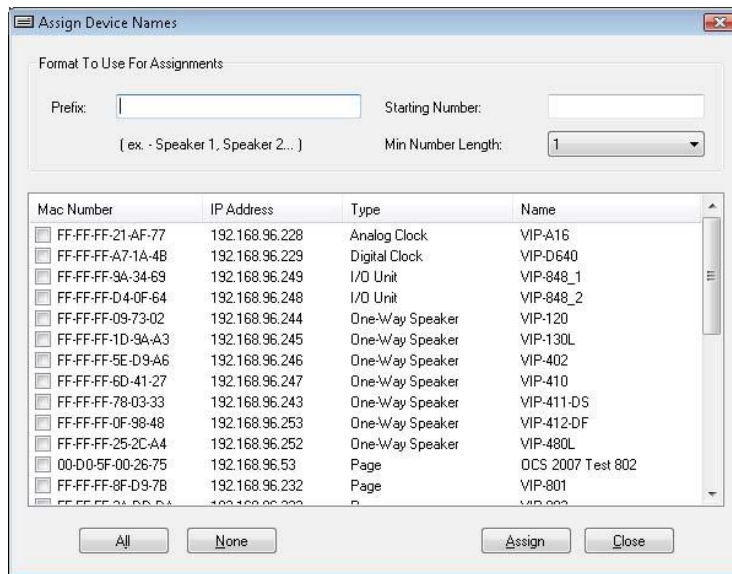 Assign Device Names
Format To Use For Assignments
Prefix: Starting Number:
( ex. - Speaker 1, Speaker 2... ) Min Number Length: 1
Mac Number IP Address Type Name
FF-FF-FF-21-AF-77 192.168.96.228 Analog Clock VIP-A16
FF-FF-FF-A7-1A-4B 192.168.96.229 Digital Clock VIP-D640
FF-FF-FF-9A-34-69 192.168.96.249 I/O Unit VIP-848_1
FF-FF-FF-D4-0F-64 192.168.96.248 I/O Unit VIP-848_2
FF-FF-FF-09-73-02 192.168.96.244 One-Way Speaker VIP-120
FF-FF-FF-1D-9A-A3 192.168.96.245 One-Way Speaker VIP-130L
FF-FF-FF-5E-D9-A6 192.168.96.246 One-Way Speaker VIP-402
FF-FF-FF-6D-41-27 192.168.96.247 One-Way Speaker VIP-410
FF-FF-FF-78-03-33 192.168.96.243 One-Way Speaker VIP-411-DS
FF-FF-FF-0F-98-48 192.168.96.253 One-Way Speaker VIP-412-DF
FF-FF-FF-25-2C-A4 192.168.96.252 One-Way Speaker VIP-480L
00-D0-5F-00-26-75 192.168.96.53 Page OCS 2007 Test 802
FF-FF-FF-8F-D9-7B 192.168.96.232 Page VIP-801
All None Assign Close